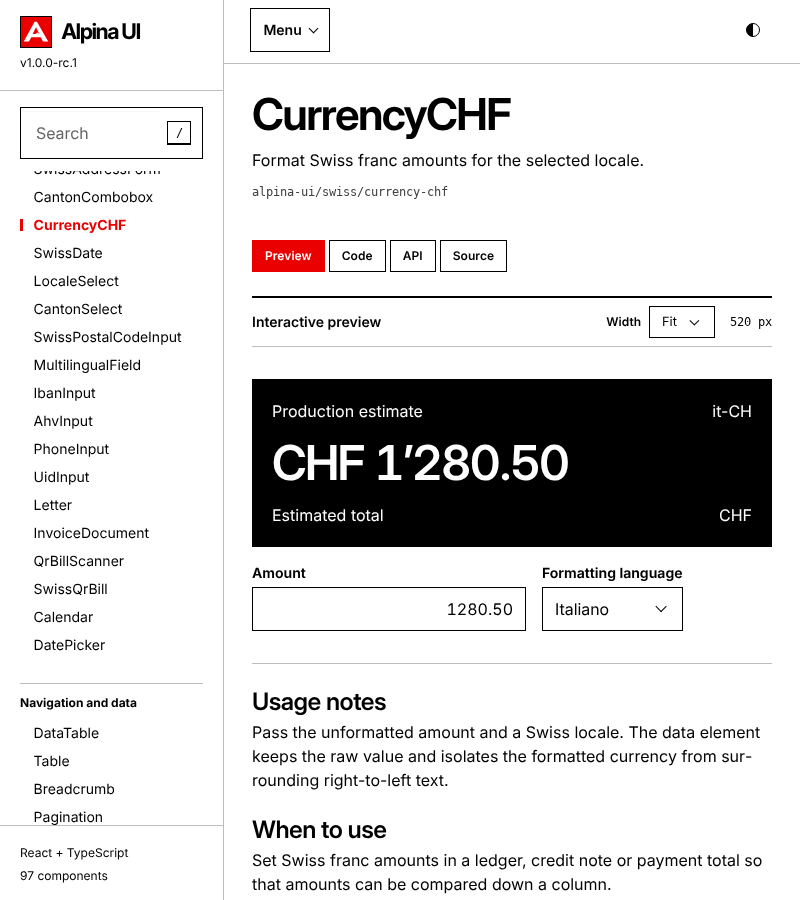 Alpina UI
v1.0.0-rc.1
Search /
SwissAddressForm
CantonCombobox
CurrencyCHF
SwissDate
LocaleSelect
CantonSelect
SwissPostalCodeInput
MultilingualField
IbanInput
AhvInput
PhoneInput
UidInput
Letter
InvoiceDocument
QrBillScanner
SwissQrBill
Calendar
DatePicker
Navigation and data
DataTable
Table
Breadcrumb
Pagination
React + TypeScript
97 components
Menu
CurrencyCHF
Format Swiss franc amounts for the selected locale.
alpina-ui/swiss/currency-chf
Preview Code API Source
Interactive preview Width Fit 520 px
Production estimate it-CH
CHF 1’280.50
Estimated total CHF
Amount Formatting language
1280.50 Italiano
Usage notes
Pass the unformatted amount and a Swiss locale. The data element
keeps the raw value and isolates the formatted currency from sur-
rounding right-to-left text.
When to use
Set Swiss franc amounts in a ledger, credit note or payment total so
that amounts can be compared down a column.